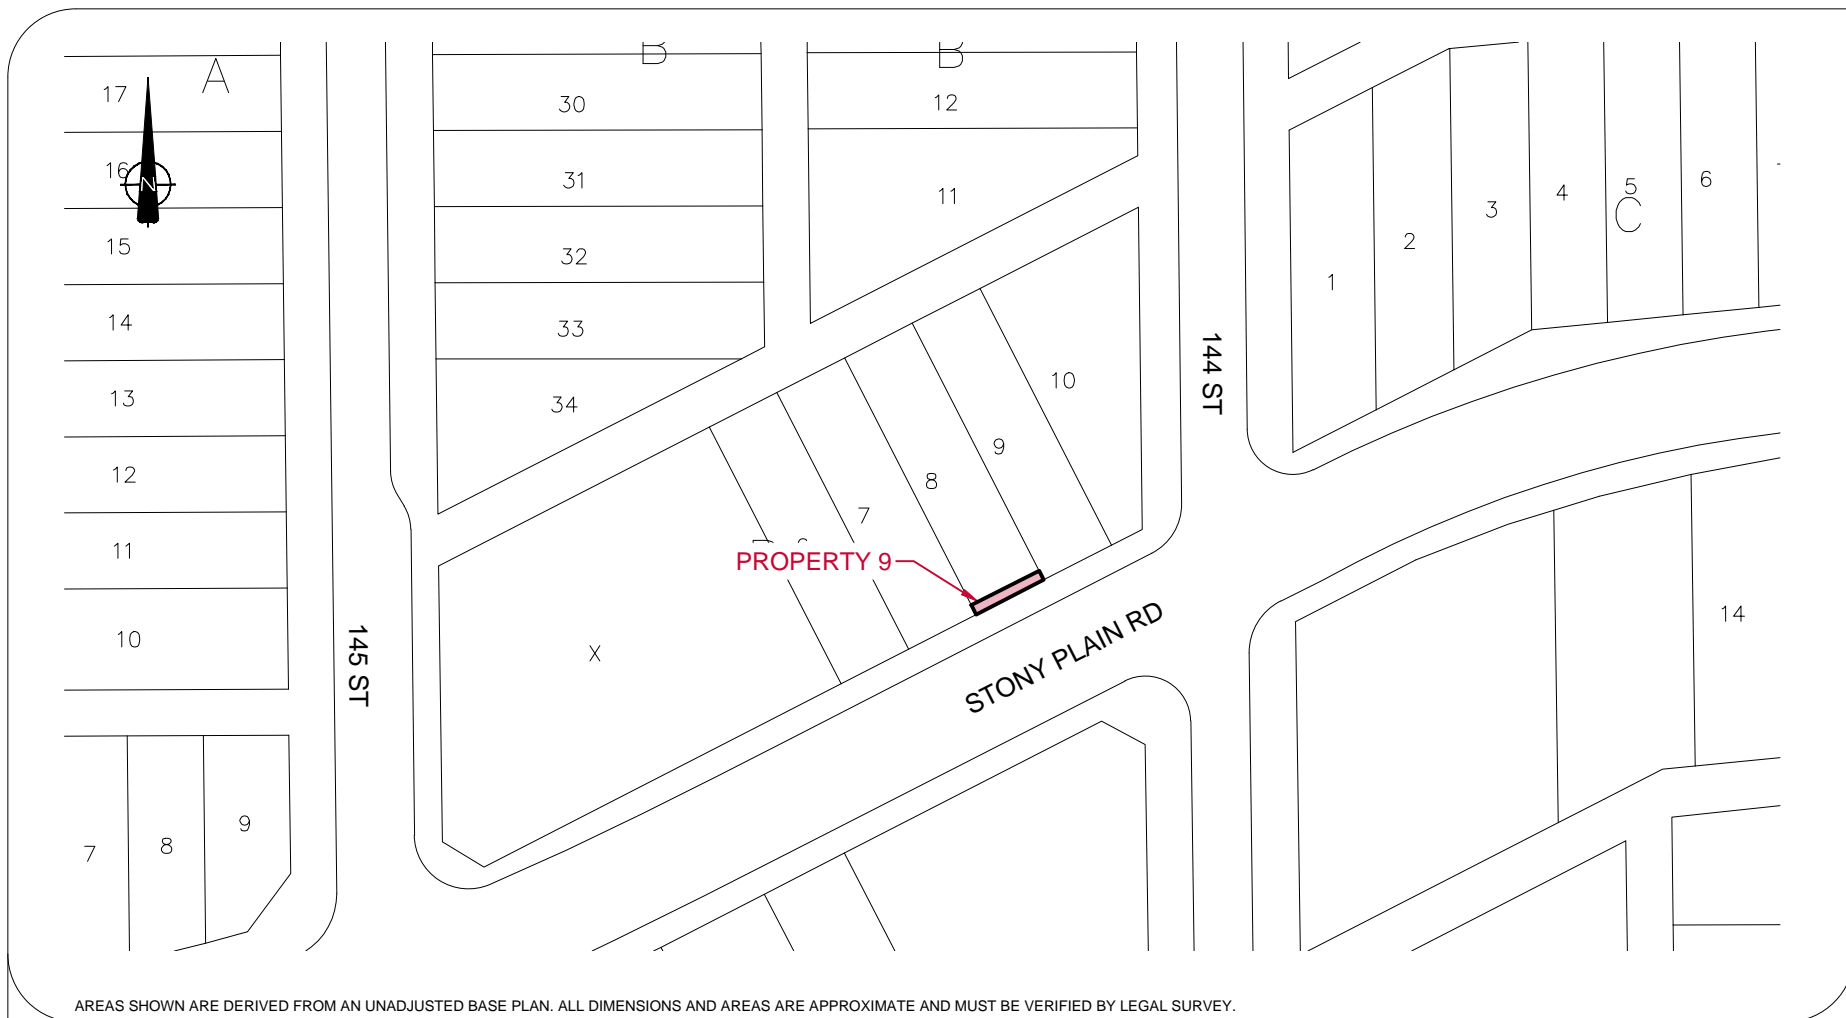 A
B
B
17
30
12
16
N
31
11
5
6
4
3
C
15
32
2
1
14
33
144 ST
13
34
10
9
12
8
7
11
PROPERTY 9
10
X
145 ST
STONY PLAIN RD
14
7
8
9
AREAS SHOWN ARE DERIVED FROM AN UNADJUSTED BASE PLAN. ALL DIMENSIONS AND AREAS ARE APPROXIMATE AND MUST BE VERIFIED BY LEGAL SURVEY.